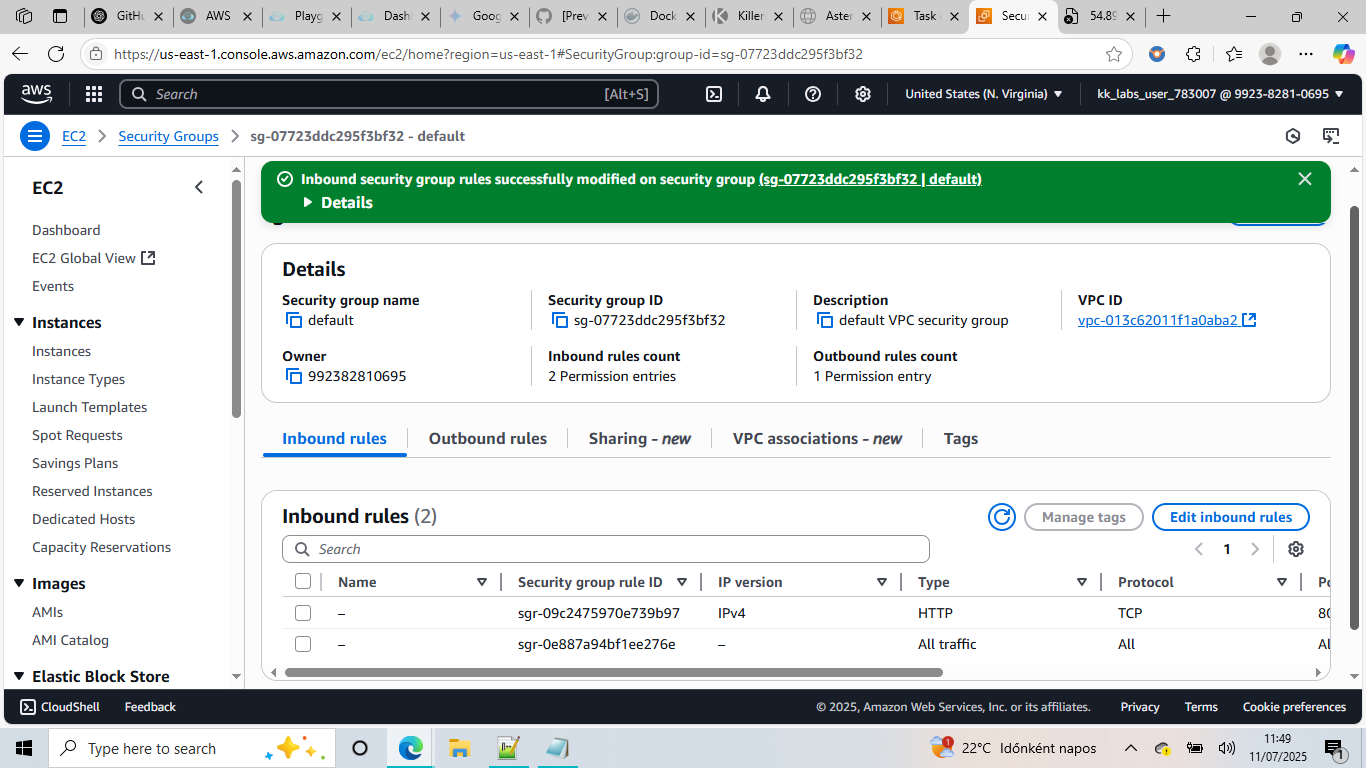 GitHu
AWS
Playg
Dash
Goog
[Prev
Dock
Killer
Aster
Task
Secu
54.89
https://us-east-1.console.aws.amazon.com/ec2/home?region=us-east-1#SecurityGroup:group-id=sg-07723ddc295f3bf32
aws
Search
[Alt+S]
United States (N. Virginia)
kk_labs_user_783007 @ 9923-8281-0695
EC2
Security Groups
sg-07723ddc295f3bf32 - default
EC2
Dashboard
EC2 Global View
Events
Instances
Instances
Instance Types
Launch Templates
Spot Requests
Savings Plans
Reserved Instances
Dedicated Hosts
Capacity Reservations
Images
AMIs
AMI Catalog
Elastic Block Store
Inbound security group rules successfully modified on security group (sg-07723ddc295f3bf32 | default)
Details
Details
Security group name
default
Security group ID
sg-07723ddc295f3bf32
Description
default VPC security group
VPC ID
vpc-013c62011f1a0aba2
Owner
992382810695
Inbound rules count
2 Permission entries
Outbound rules count
1 Permission entry
Inbound rules
Outbound rules
Sharing - new
VPC associations - new
Tags
Inbound rules (2)
Manage tags
Edit inbound rules
Search
1
Name Security group rule ID IP version Type Protocol
– sgr-09c2475970e739b97 IPv4 HTTP TCP 80
– sgr-0e887a94bf1ee276e – All traffic All Al
CloudShell
Feedback
© 2025, Amazon Web Services, Inc. or its affiliates.
Privacy
Terms
Cookie preferences
Type here to search
1
22°C Időnként napos
11:49
11/07/2025
1